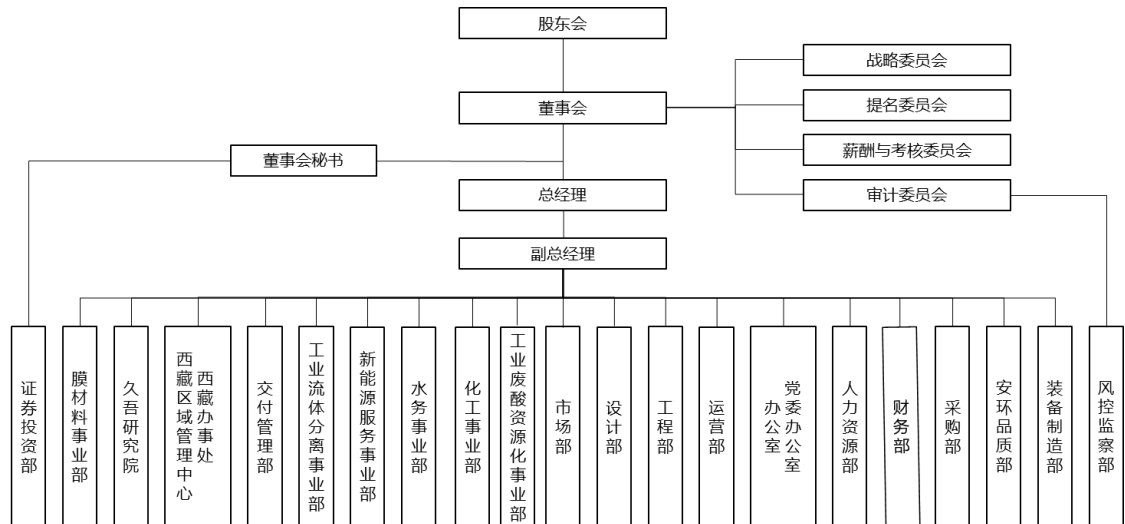 股东会
战略委员会
董事会
提名委员会
董事会秘书
薪酬与考核委员会
总经理
审计委员会
副总经理
证券投资部
膜材料事业部
久吾研究院
西藏办事处
西藏区域管理中心
交付管理部
工业流体分离事业部
新能源服务事业部
水务事业部
化工事业部
工业废酸资源化事业部
市场部
设计部
工程部
运营部
党委办公室
办公室
人力资源部
财务部
采购部
安环品质部
装备制造部
风控监察部